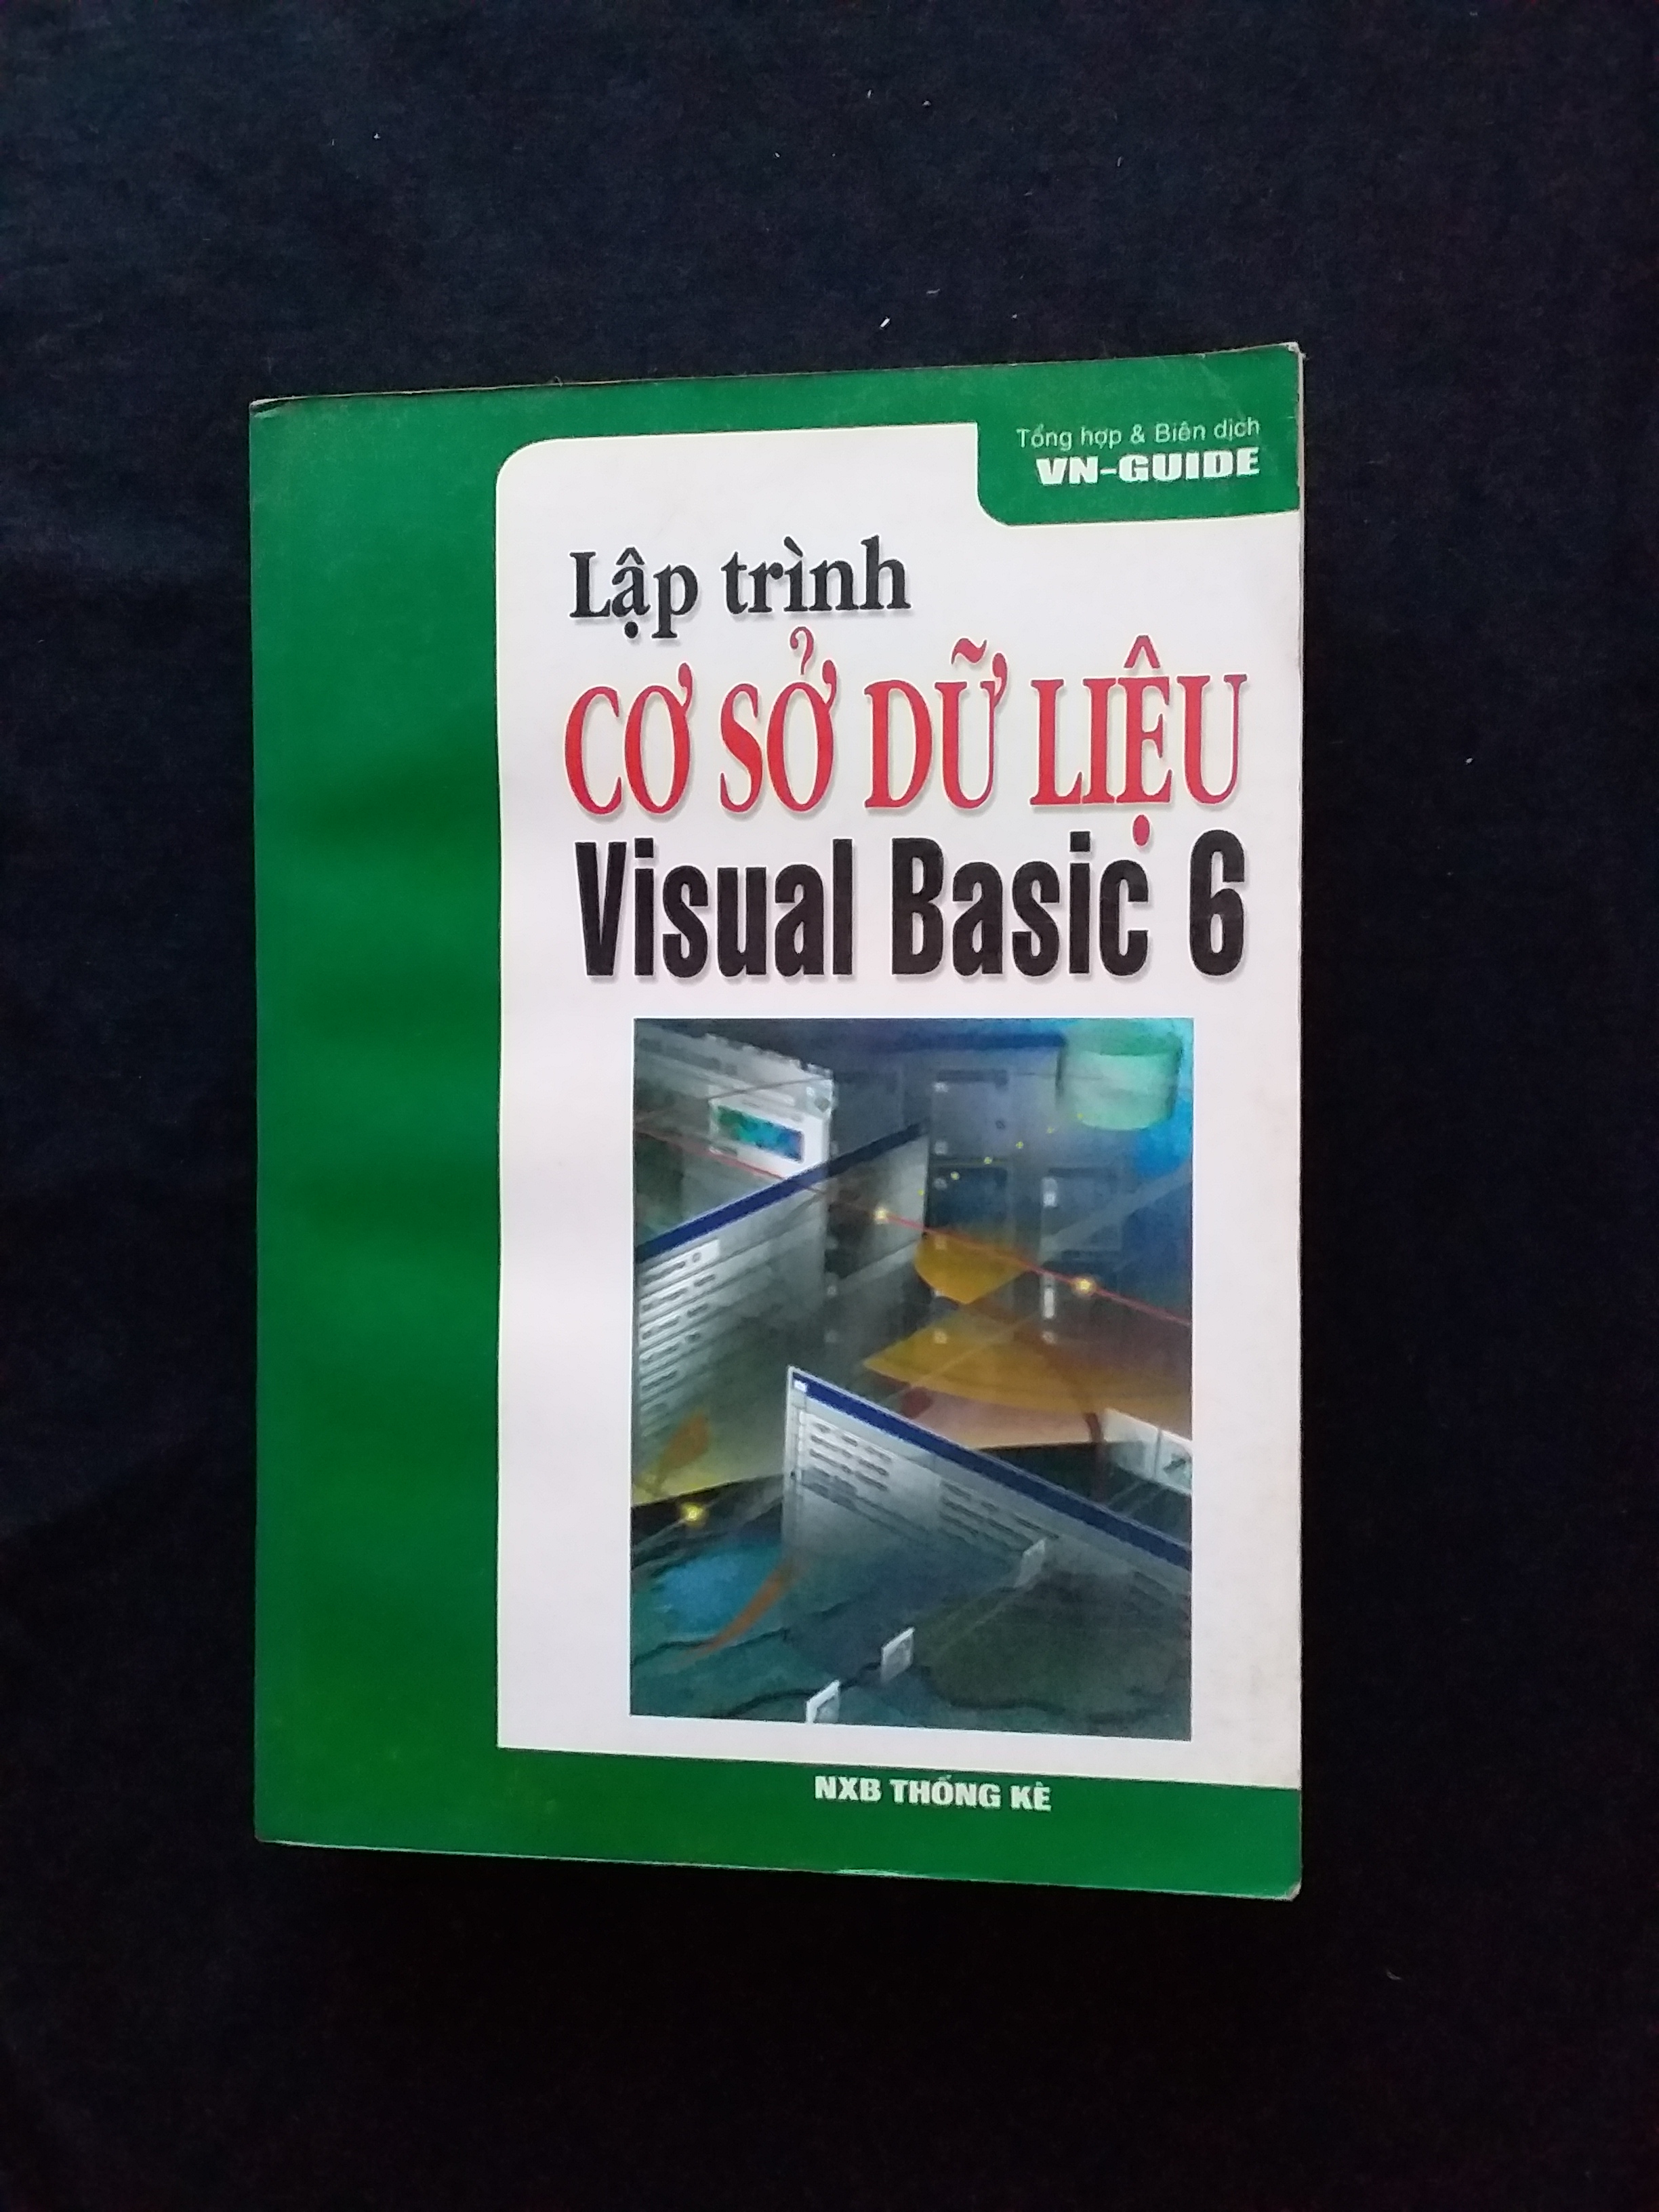 Tổng hợp & Biên dịch
VN-GUIDE
Lập trình
CƠ SỞ DỮ LIỆU
Visual Basic 6
NXB THỐNG KÊ